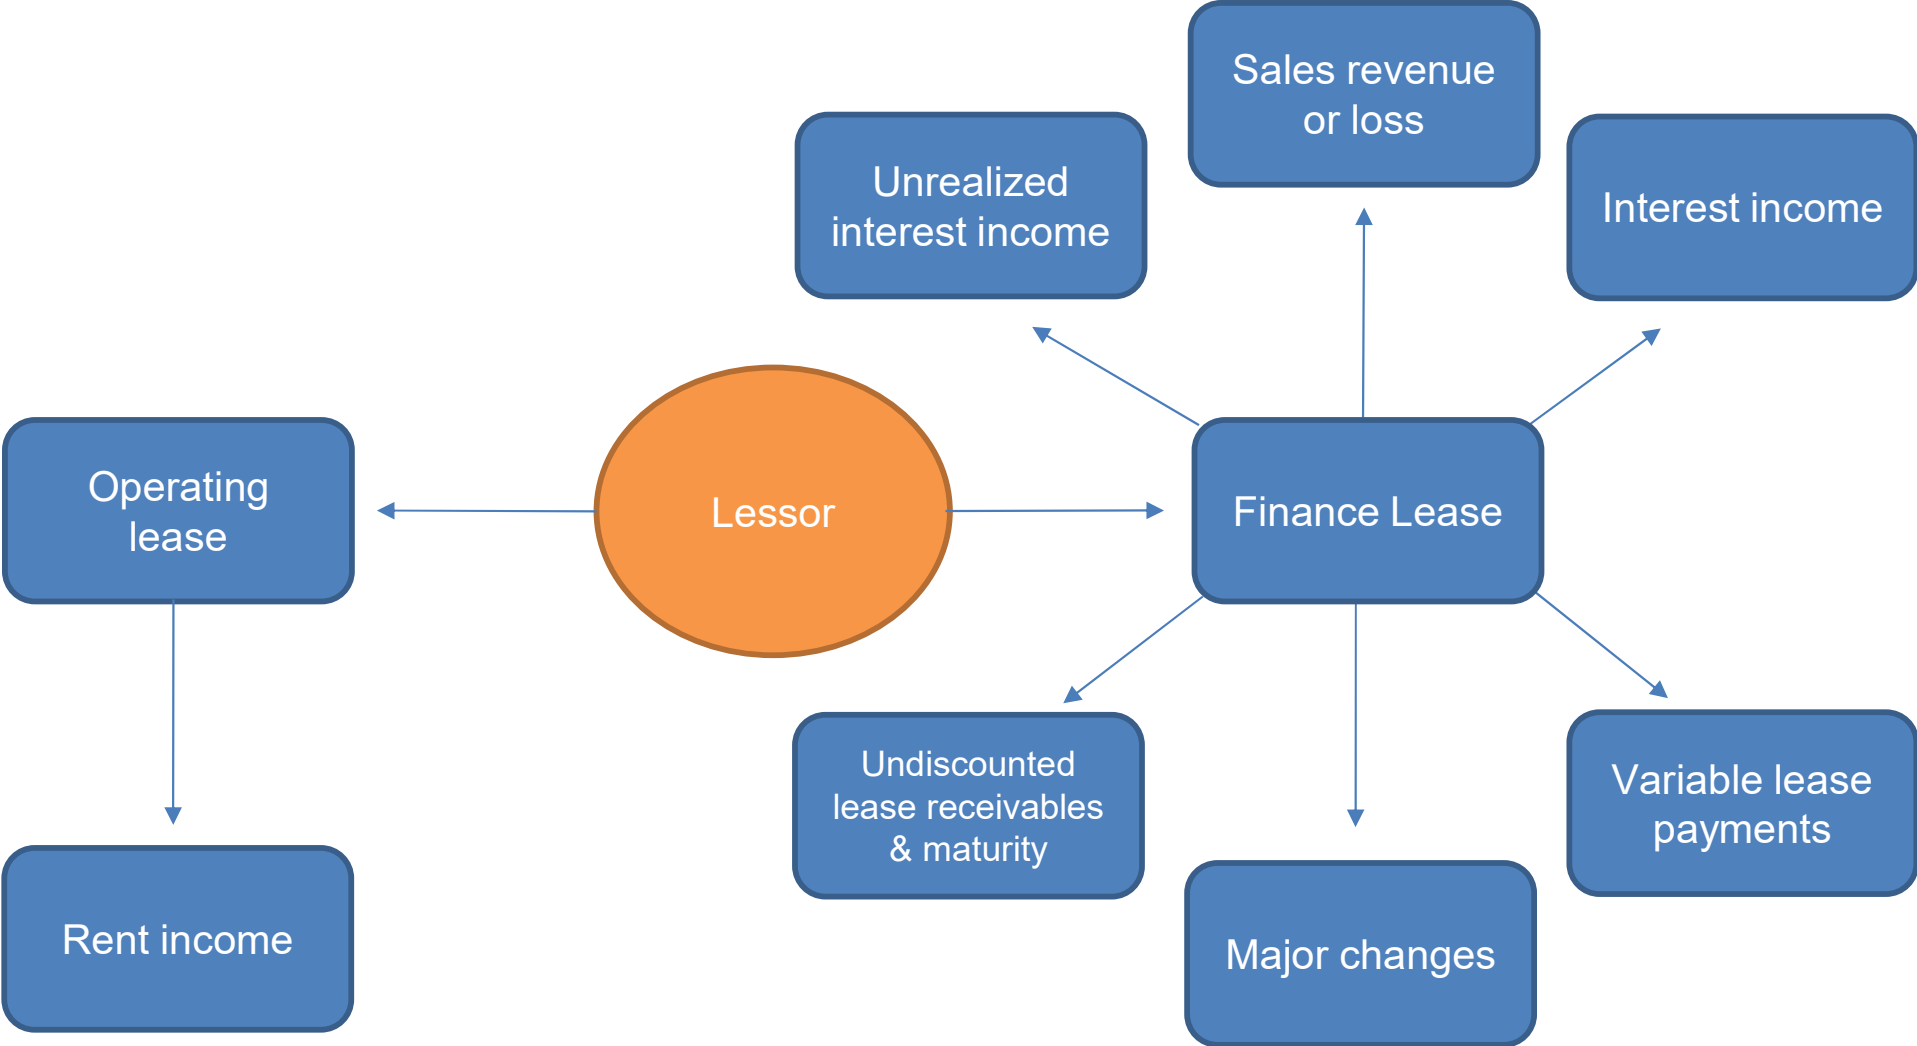 Sales revenue
or loss
Unrealized
interest income
Interest income
Operating
lease
Lessor
Finance Lease
Undiscounted
lease receivables
& maturity
Variable lease
payments
Rent income
Major changes